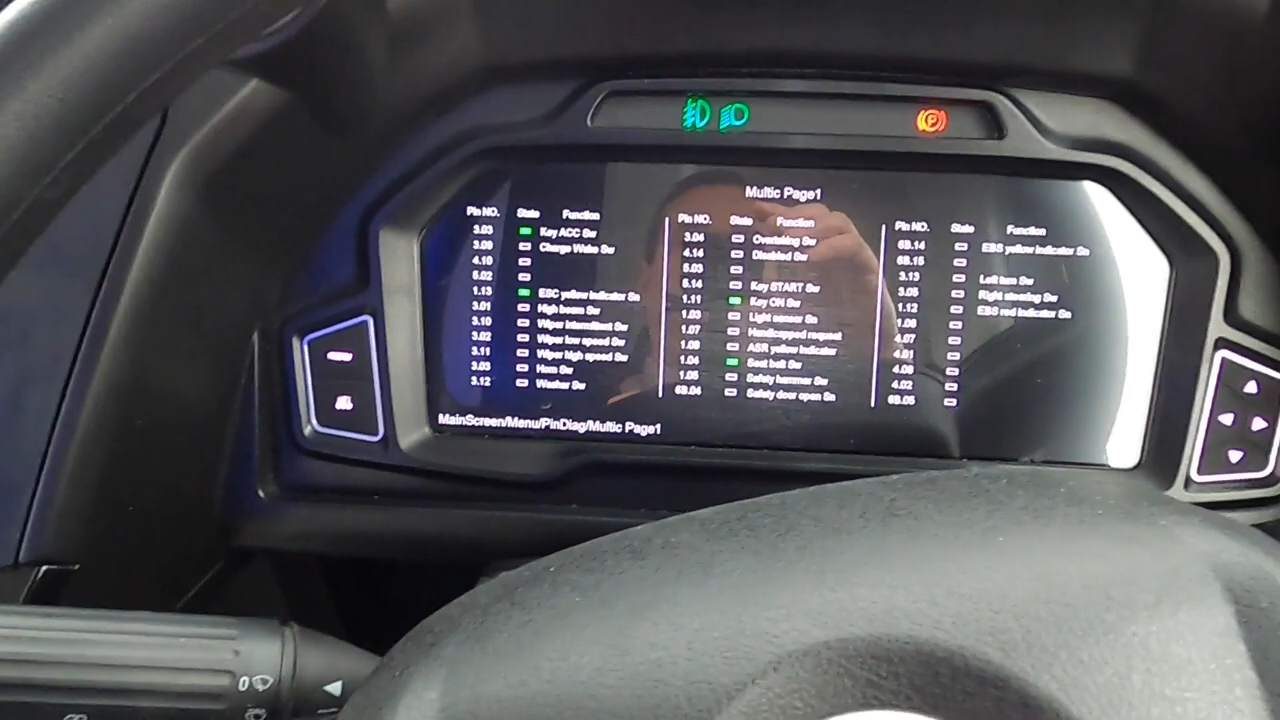 Multic Page1
Pin NO. State Function
3.03 Key ACC Sw
3.09 Charge Wake Sw
4.10
5.02
1.13 ESC yellow indicator Sn
3.01 High beam Sw
3.10 Wiper intermittent Sw
3.02 Wiper low speed Sw
3.11 Wiper high speed Sw
3.03 Horn Sw
3.12 Washer Sw
Pin NO. State Function
3.04 Overtaking Sw
4.14 Disabled Sw
5.03
5.14 Key START Sw
1.11 Key ON Sw
1.03 Light sensor Sn
1.07 Handicapped request
1.08 ASR yellow indicator
1.04 Seat belt Sw
1.05 Safety hammer Sw
6B.04 Safety door open Sn
Pin NO. State Function
6B.14 EBS yellow indicator Sn
6B.15
3.13 Left turn Sw
3.05 Right steering Sw
1.12 EBS red indicator Sn
1.06
4.07
4.01
4.08
4.02
6B.05
MainScreen/Menu/PinDiag/Multic Page1
P
0